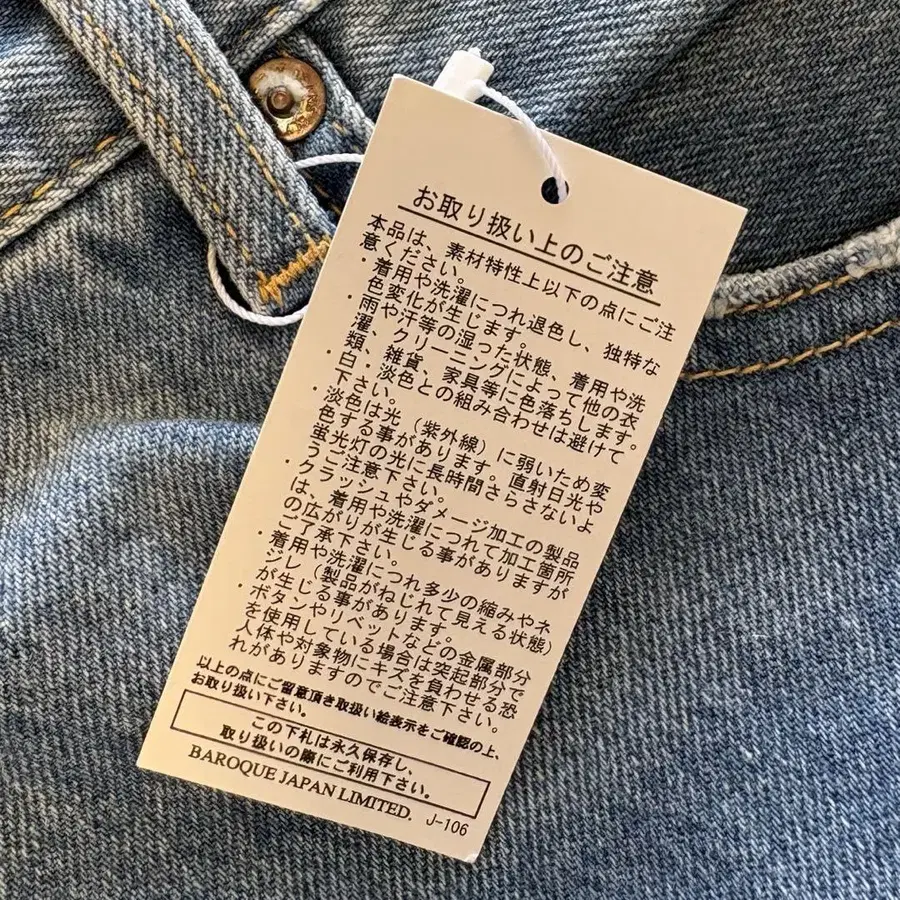 お取り扱い上のご注意
本品は、素材特性上以下の点にご注
意ください。
・着用や洗濯につれ退色し、独特な
色変化が生じます。
・雨や汗等の湿った状態、着用や洗
濯、クリーニングによって他の衣
類、雑貨、家具等に色落ちします。
白・淡色との組み合わせは避けて
下さい。
・淡色は光（紫外線）に弱いため変
色する事があります。直射日光や
蛍光灯の光に長時間さらさないよ
うご注意下さい。
・クラッシュやダメージ加工の製品
は、着用や洗濯につれて加工箇所
の広がりが生じる事がありますが
ご了承下さい。
・着用や洗濯につれ多少の縮みやネ
ジレ（製品がねじれて見える状態）
が生じる事があります。
・ボタンやリベットなどの金属部分
を使用している場合は突起部分で
人体や対象物にキズを負わせる恐
れがありますのでご注意下さい。
以上の点にご留意頂き取扱い絵表示をご確認の上、
お取り扱い下さい。
この下札は永久保存し、
取り扱いの際にご利用下さい。
BAROQUE JAPAN LIMITED. J-106